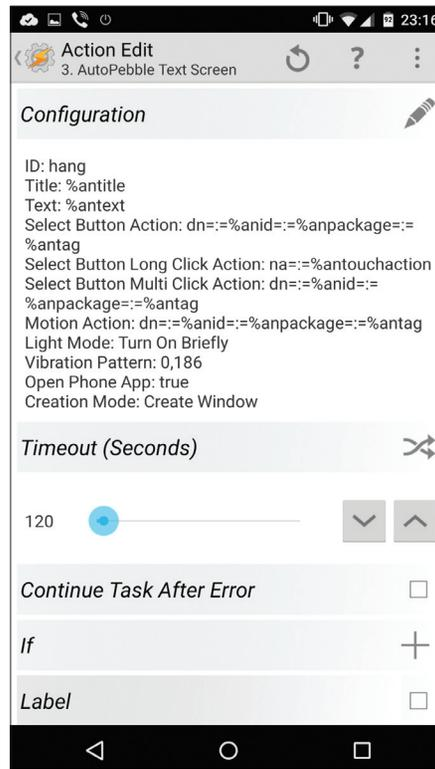 92 23:16
Action Edit
3. AutoPebble Text Screen
?
Configuration
ID: hang
Title: %antitle
Text: %antext
Select Button Action: dn=:=%anid=:=%anpackage=:=
%antag
Select Button Long Click Action: na=:=%antouchaction
Select Button Multi Click Action: dn=:=%anid=:=
%anpackage=:=%antag
Motion Action: dn=:=%anid=:=%anpackage=:=%antag
Light Mode: Turn On Briefly
Vibration Pattern: 0,186
Open Phone App: true
Creation Mode: Create Window
Timeout (Seconds)
120
Continue Task After Error
If
Label